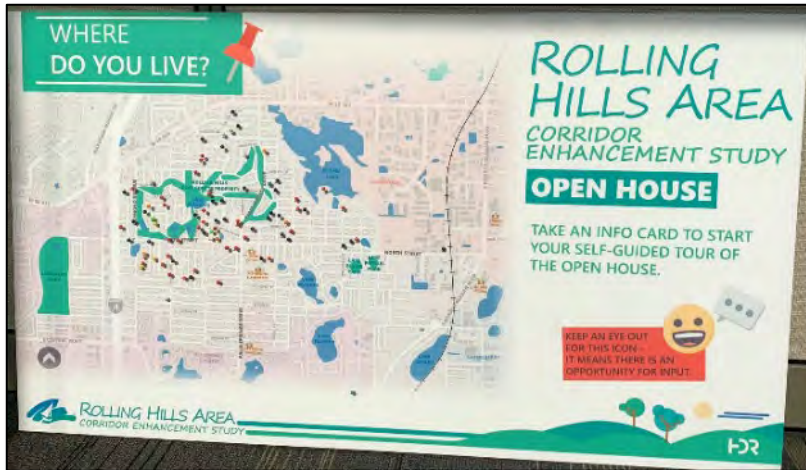 WHERE
DO YOU LIVE?
ROLLING
HILLS AREA
CORRIDOR
ENHANCEMENT STUDY
OPEN HOUSE
TAKE AN INFO CARD TO START
YOUR SELF-GUIDED TOUR OF
THE OPEN HOUSE.
KEEP AN EYE OUT
FOR THIS ICON –
IT MEANS THERE IS AN
OPPORTUNITY FOR INPUT.
NORTH STREET
ROLLING HILLS AREA
CORRIDOR ENHANCEMENT STUDY
HDR